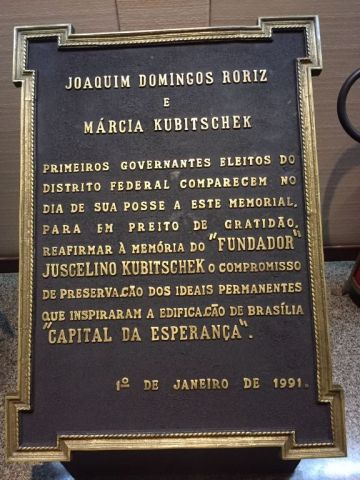 JOAQUIM DOMINGOS RORIZ
E
MÁRCIA KUBITSCHEK
PRIMEIROS GOVERNANTES ELEITOS DO
DISTRITO FEDERAL COMPARECEM NO
DIA DE SUA POSSE A ESTE MEMORIAL,
PARA EM PREITO DE GRATIDÃO,
REAFIRMAR À MEMÓRIA DO "FUNDADOR"
JUSCELINO KUBITSCHEK O COMPROMISSO
DE PRESERVAÇÃO DOS IDEAIS PERMANENTES
QUE INSPIRARAM A EDIFICAÇÃO DE BRASÍLIA
"CAPITAL DA ESPERANÇA".
1º DE JANEIRO DE 1991.